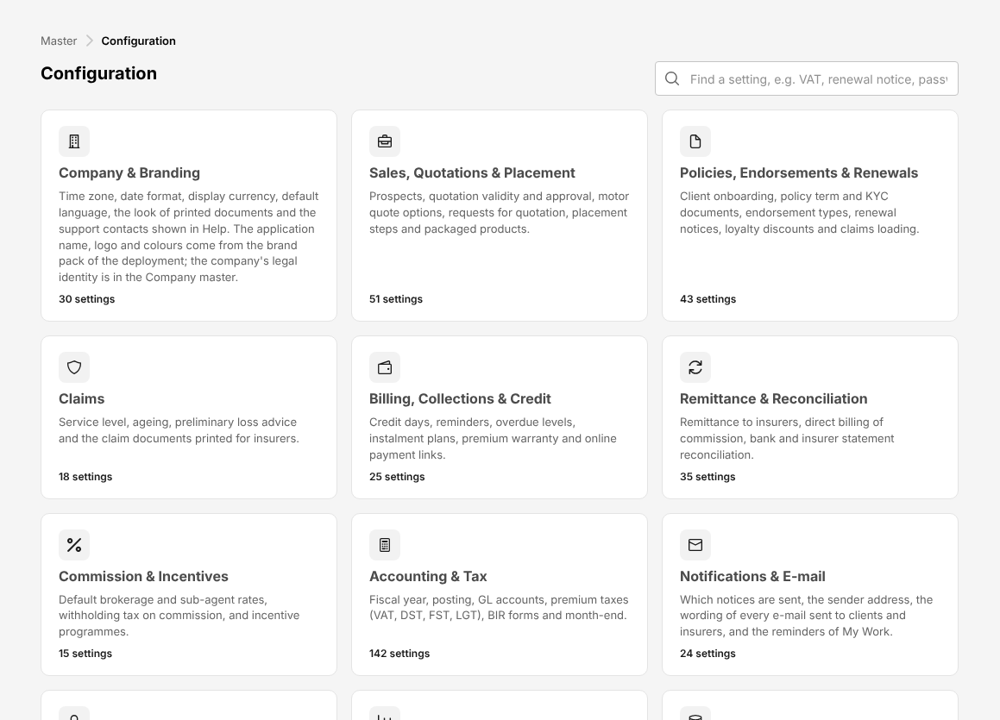 Master > Configuration
Configuration
Find a setting, e.g. VAT, renewal notice, passw
Company & Branding
Time zone, date format, display currency, default
language, the look of printed documents and the
support contacts shown in Help. The application
name, logo and colours come from the brand
pack of the deployment; the company's legal
identity is in the Company master.
30 settings
Sales, Quotations & Placement
Prospects, quotation validity and approval, motor
quote options, requests for quotation, placement
steps and packaged products.
51 settings
Policies, Endorsements & Renewals
Client onboarding, policy term and KYC
documents, endorsement types, renewal
notices, loyalty discounts and claims loading.
43 settings
Claims
Service level, ageing, preliminary loss advice
and the claim documents printed for insurers.
18 settings
Billing, Collections & Credit
Credit days, reminders, overdue levels,
instalment plans, premium warranty and online
payment links.
25 settings
Remittance & Reconciliation
Remittance to insurers, direct billing of
commission, bank and insurer statement
reconciliation.
35 settings
Commission & Incentives
Default brokerage and sub-agent rates,
withholding tax on commission, and incentive
programmes.
15 settings
Accounting & Tax
Fiscal year, posting, GL accounts, premium taxes
(VAT, DST, FST, LGT), BIR forms and month-end.
142 settings
Notifications & E-mail
Which notices are sent, the sender address, the
wording of every e-mail sent to clients and
insurers, and the reminders of My Work.
24 settings